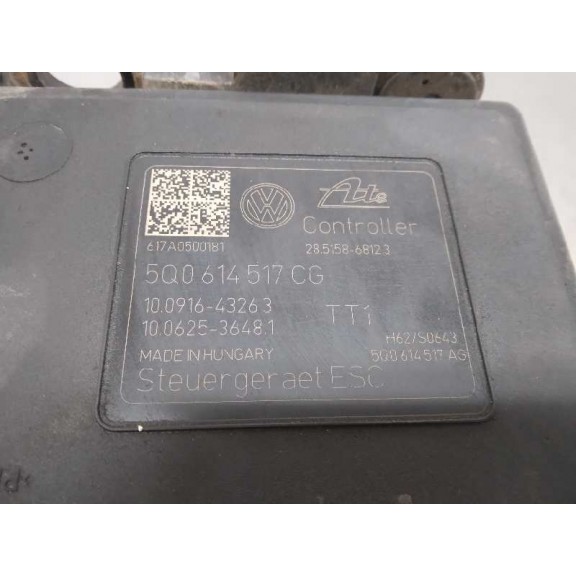 VW Ate
Controller
617A0500181 28.5158-6812.3
5Q0 614 517 CG
10.0916-4326.3
10.0625-3648.1 TT1
H62/S0643
MADE IN HUNGARY 5Q0 614 517 AG
Steuergeraet ESC